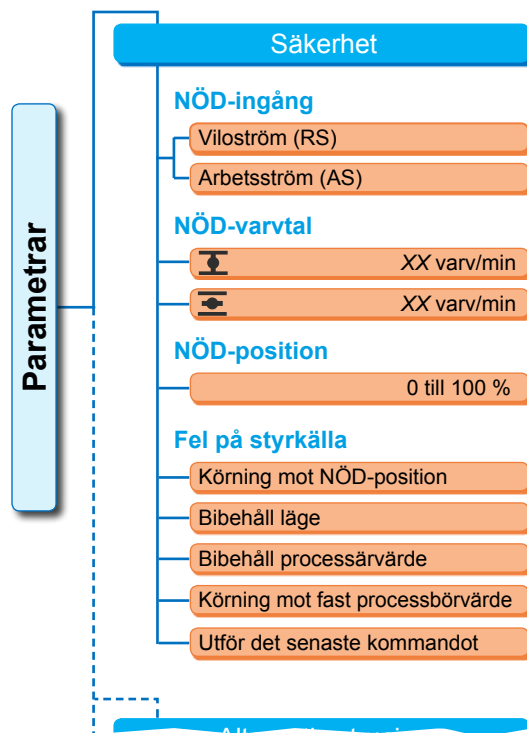 Parametrar
Säkerhet
NÖD-ingång
Viloström (RS)
Arbetsström (AS)
NÖD-varvtal
XX varv/min
XX varv/min
NÖD-position
0 till 100 %
Fel på styrkälla
Körning mot NÖD-position
Bibehåll läge
Bibehåll processärvärde
Körning mot fast processbörvärde
Utför det senaste kommandot